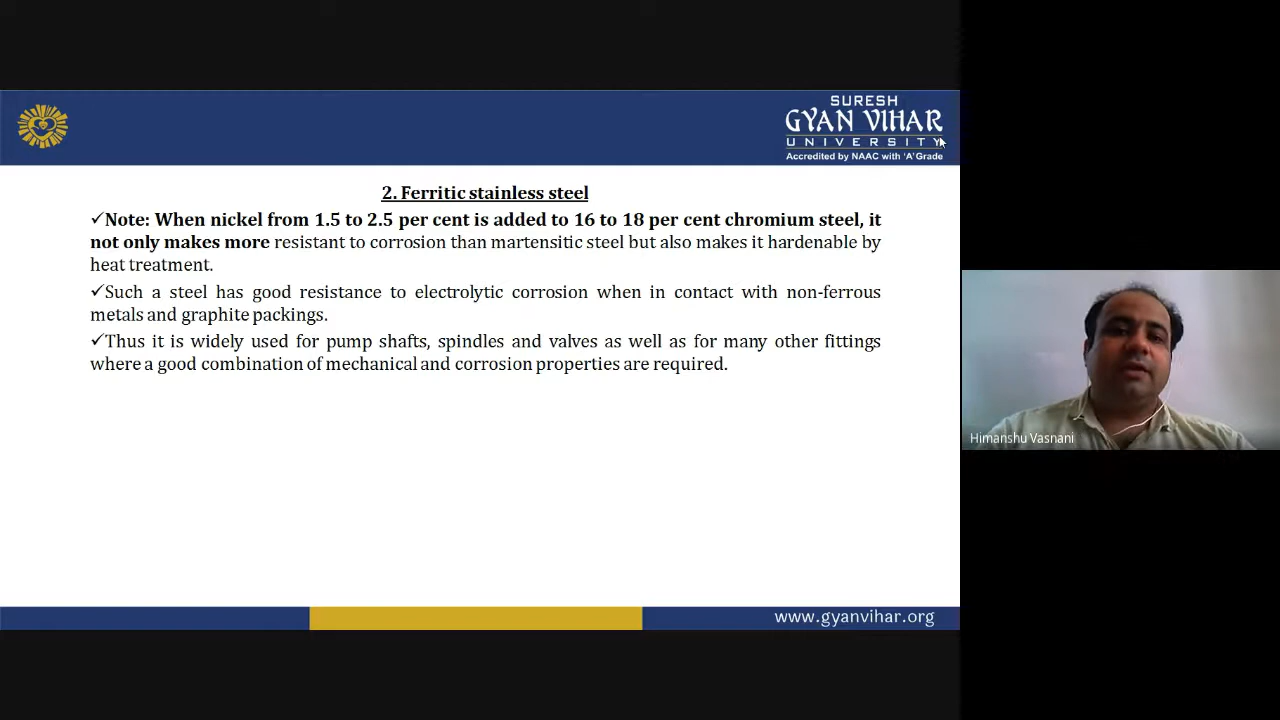 SURESH
GYAN VIHAR
UNIVERSITY
Accredited by NAAC with 'A' Grade
2. Ferritic stainless steel
✓Note: When nickel from 1.5 to 2.5 per cent is added to 16 to 18 per cent chromium steel, it
not only makes more resistant to corrosion than martensitic steel but also makes it hardenable by
heat treatment.
✓Such a steel has good resistance to electrolytic corrosion when in contact with non-ferrous
metals and graphite packings.
✓Thus it is widely used for pump shafts, spindles and valves as well as for many other fittings
where a good combination of mechanical and corrosion properties are required.
Himanshu Vasnani
www.gyanvihar.org